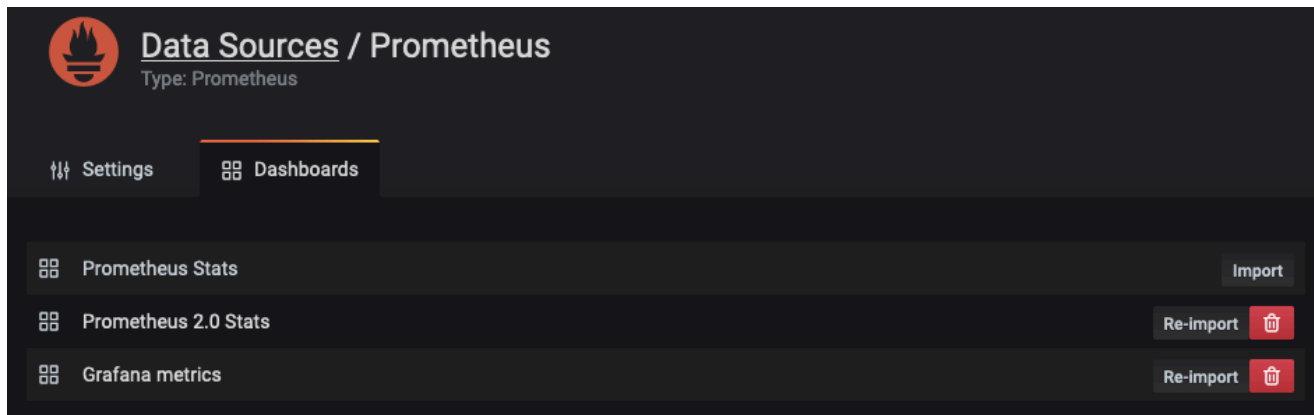 Data Sources / Prometheus
Type: Prometheus
Settings Dashboards
Prometheus Stats Import
Prometheus 2.0 Stats Re-import
Grafana metrics Re-import